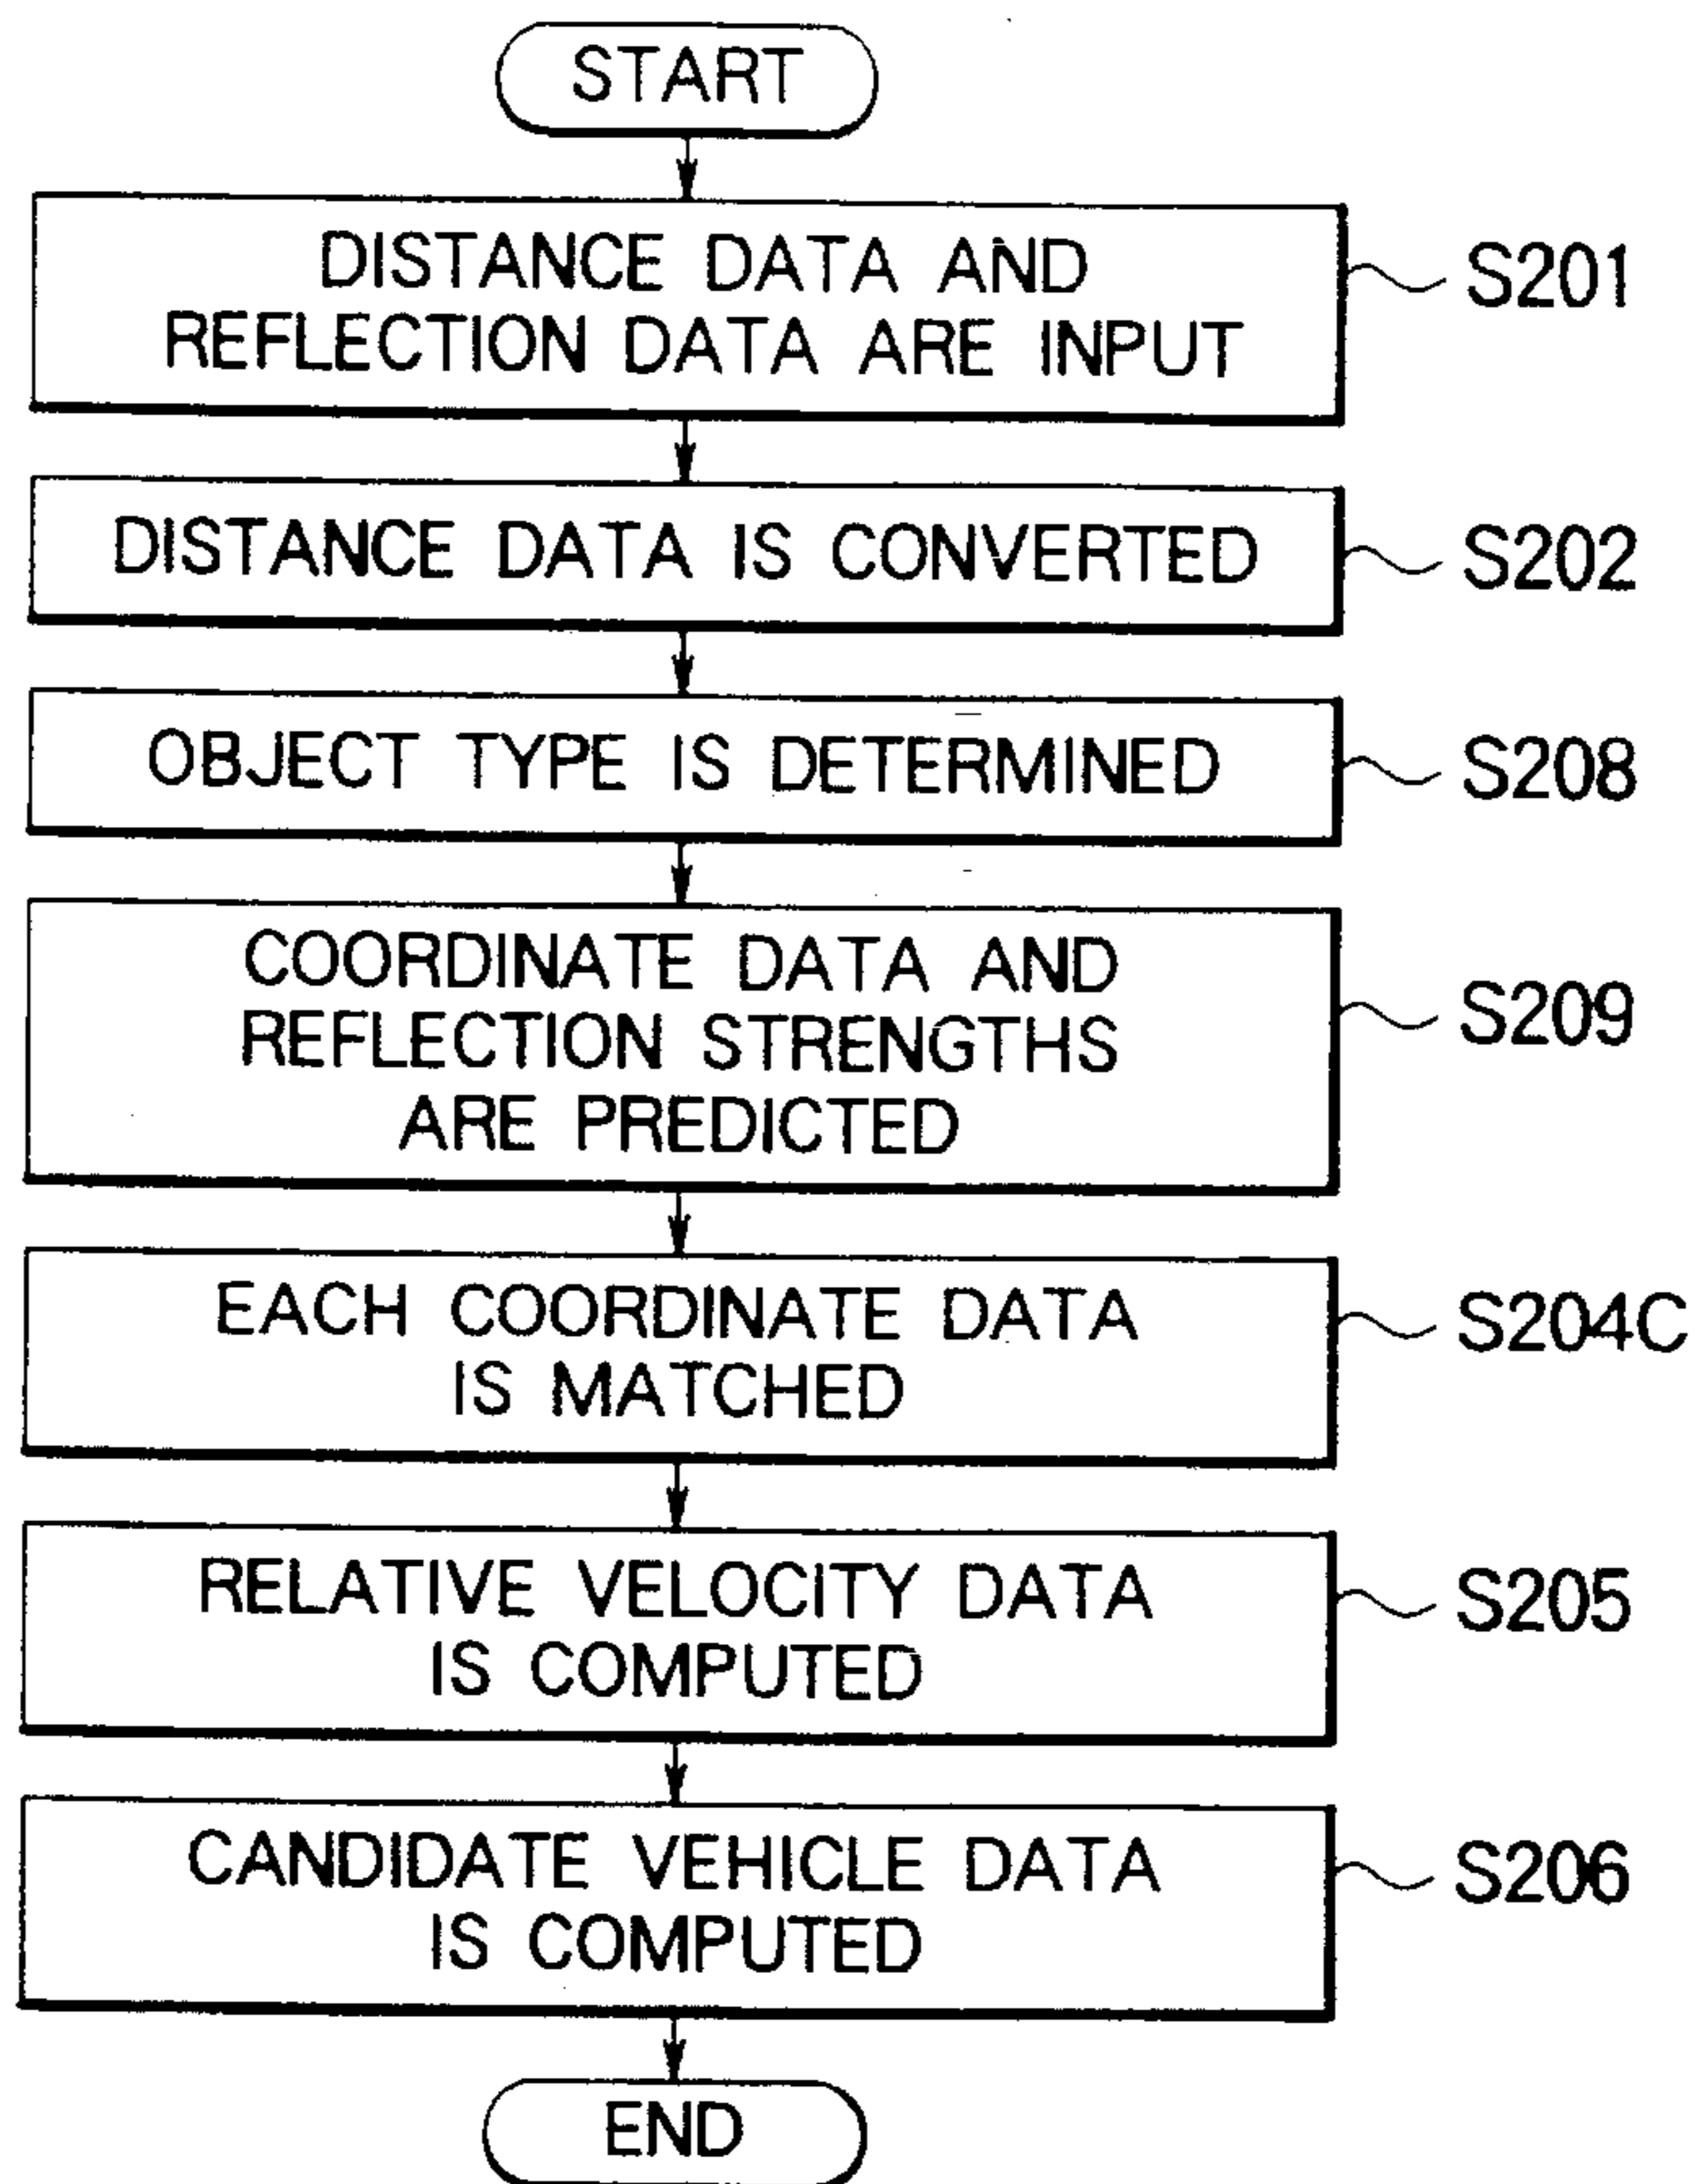 START
DISTANCE DATA AND
REFLECTION DATA ARE INPUT
S201
DISTANCE DATA IS CONVERTED
S202
OBJECT TYPE IS DETERMINED
S208
COORDINATE DATA AND
REFLECTION STRENGTHS
ARE PREDICTED
S209
EACH COORDINATE DATA
IS MATCHED
S204C
RELATIVE VELOCITY DATA
IS COMPUTED
S205
CANDIDATE VEHICLE DATA
IS COMPUTED
S206
END